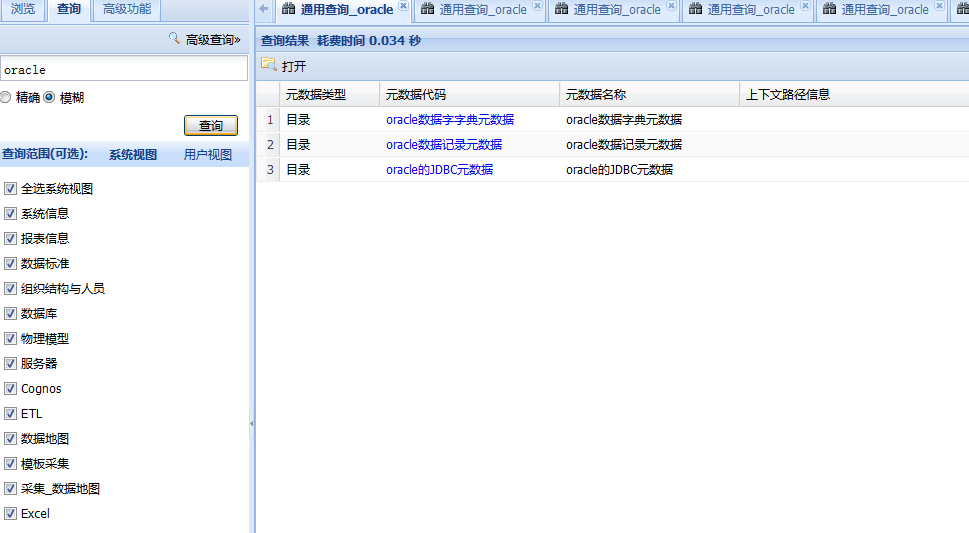 浏览 查询 高级功能
高级查询»
oracle
精确 模糊
查询
查询范围(可选): 系统视图 用户视图
全选系统视图
系统信息
报表信息
数据标准
组织结构与人员
数据库
物理模型
服务器
Cognos
ETL
数据地图
模板采集
采集_数据地图
Excel
通用查询_oracle 通用查询_oracle 通用查询_oracle 通用查询_oracle 通用查询_oracle
查询结果 耗费时间 0.034 秒
打开
元数据类型 元数据代码 元数据名称 上下文路径信息
1 目录 oracle数据字字典元数据 oracle数据字典元数据
2 目录 oracle数据记录元数据 oracle数据记录元数据
3 目录 oracle的JDBC元数据 oracle的JDBC元数据